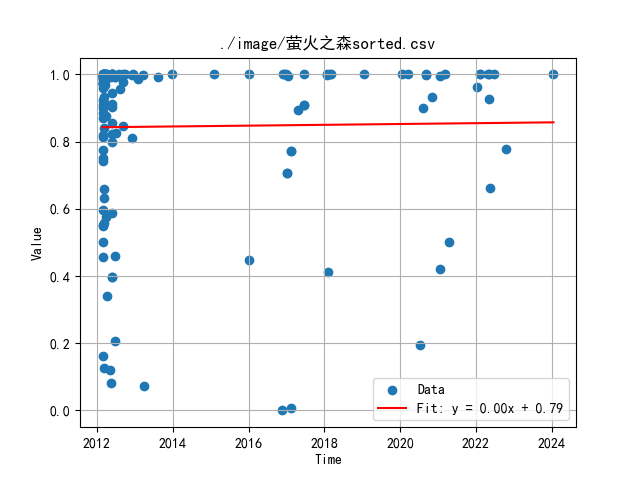 ./image/萤火之森sorted.csv
1.0
0.8
0.6
0.4
0.2
0.0
Value
2012 2014 2016 2018 2020 2022 2024
Time
Data
Fit: y = 0.00x + 0.79